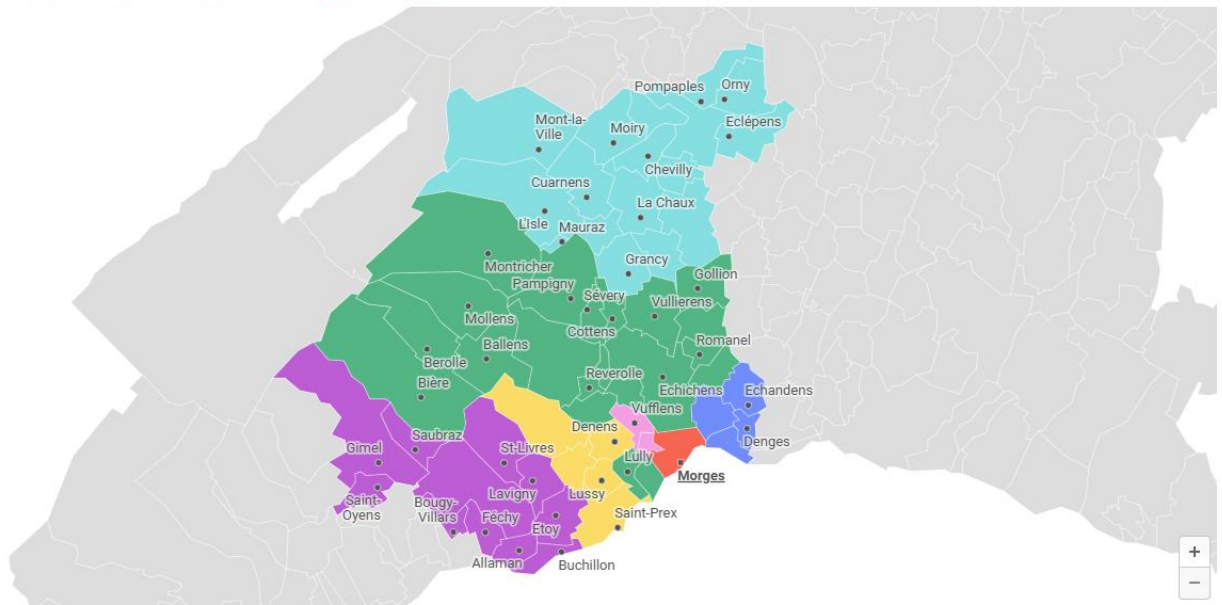 Pompaples
Orny
Mont-la-
Ville
Moiry
Eclépens
Chevilly
Cuarnens
La Chaux
L'Isle
Mauraz
Grancy
Montricher
Gollion
Pampigny
Sévery
Vullierens
Mollens
Cottens
Romanel
Ballens
Berolle
Reverolle
Echichens
Echandens
Bière
Vufflens
Denens
Denges
Saubraz
Gimel
St-Livres
Lully
Morges
Lavigny
Lussy
Saint-
Oyens
Bougy-
Villars
Féchy
Etoy
Saint-Prex
Allaman
Buchillon
+
−